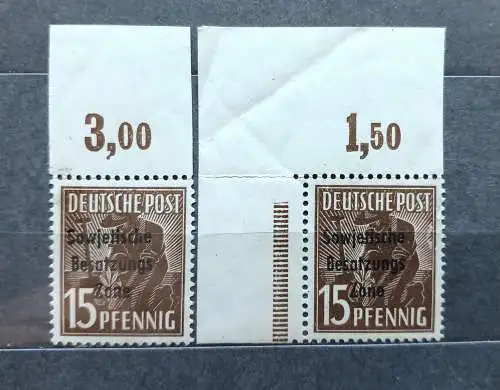 3,00
DEUTSCHE POST
Sowjetische
Besatzungs
Zone
15 PFENNIG
1,50
DEUTSCHE POST
Sowjetische
Besatzungs
Zone
15 PFENNIG